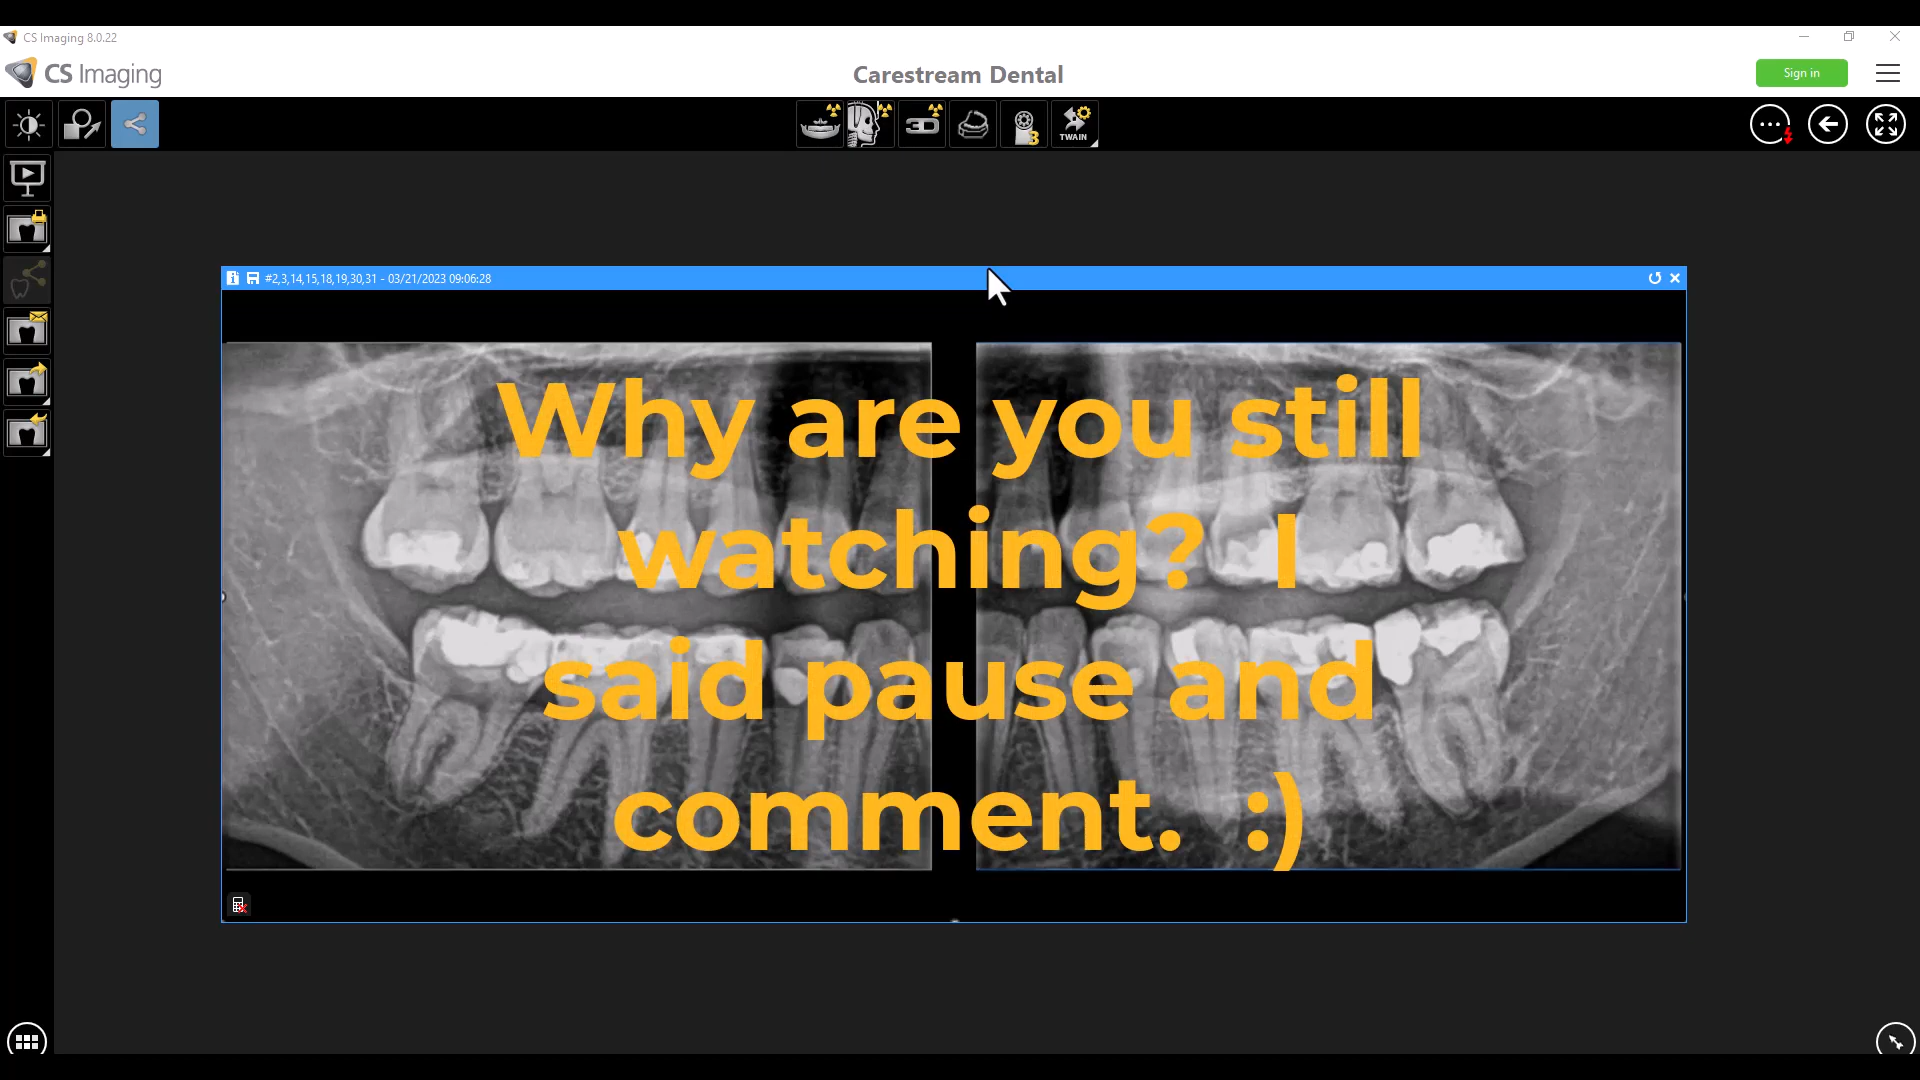 CS Imaging 8.0.22
CS Imaging
Carestream Dental
Sign in
3D
3
TWAIN
#2,3,14,15,18,19,30,31 - 03/21/2023 09:06:28
Why are you still
watching? I
said pause and
comment. :)